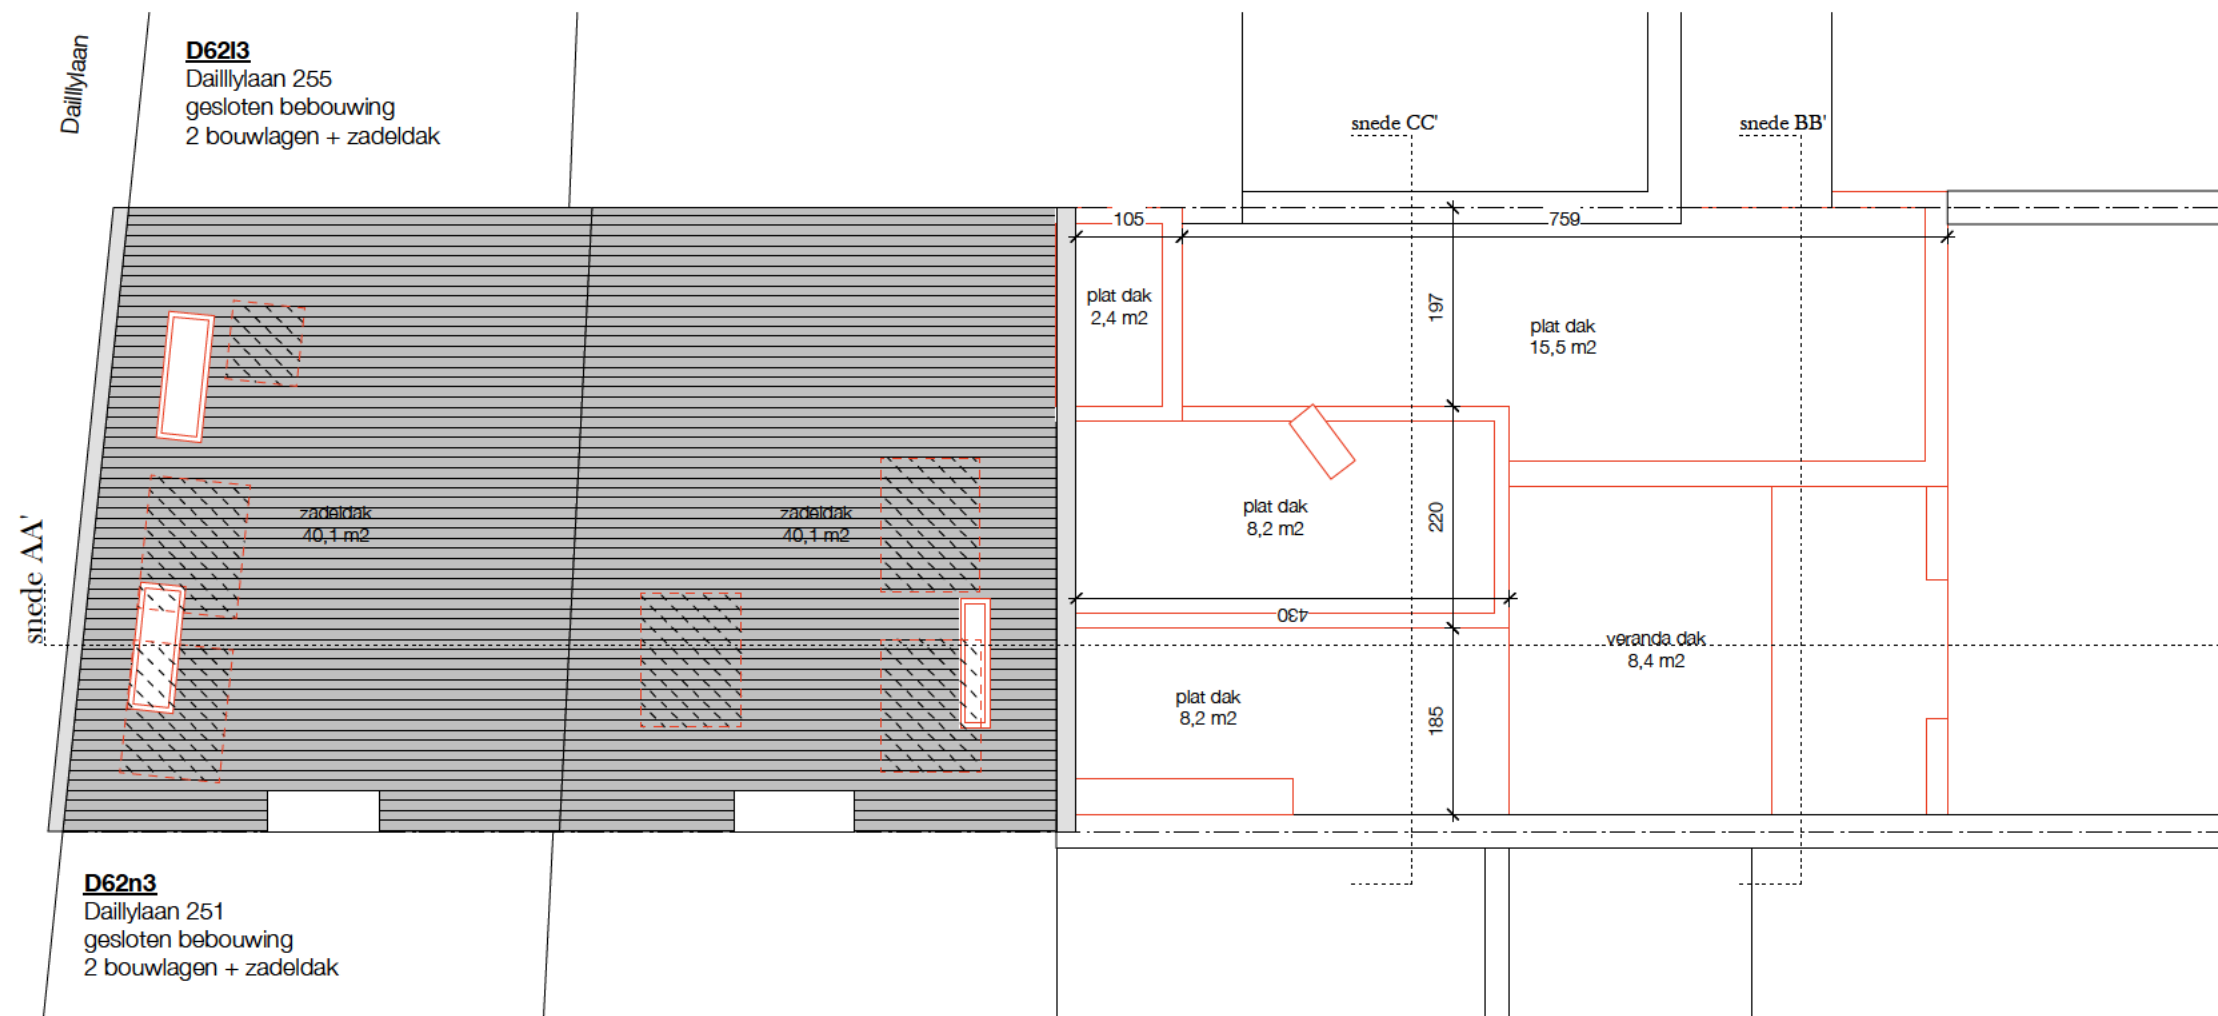 Dailllylaan
D62l3
Dailllylaan 255
gesloten bebouwing
2 bouwlagen + zadeldak
snede CC'
snede BB'
105
759
plat dak
2,4 m2
197
plat dak
15,5 m2
zadeldak
40,1 m2
zadeldak
40,1 m2
plat dak
8,2 m2
220
snede AA'
430
veranda dak
8,4 m2
plat dak
8,2 m2
185
D62n3
Daillylaan 251
gesloten bebouwing
2 bouwlagen + zadeldak